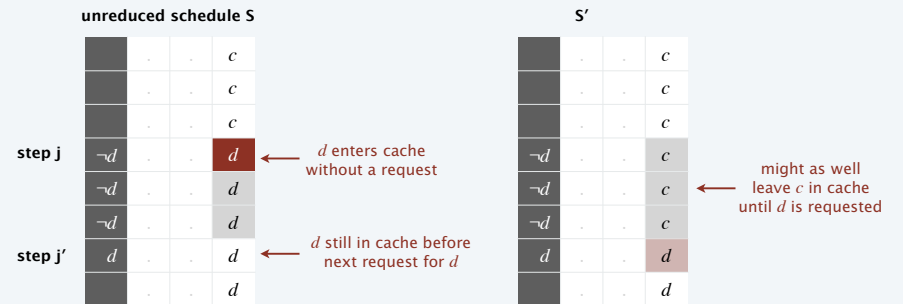 unreduced schedule S
S′
. . c
. . c
. . c
. . c
. . c
. . c
step j
¬d . . d
d enters cache
without a request
¬d . . c
¬d . . d
¬d . . c
might as well
leave c in cache
until d is requested
¬d . . d
¬d . . c
step j′
d . . d
d still in cache before
next request for d
d . . d
. . d
. . d